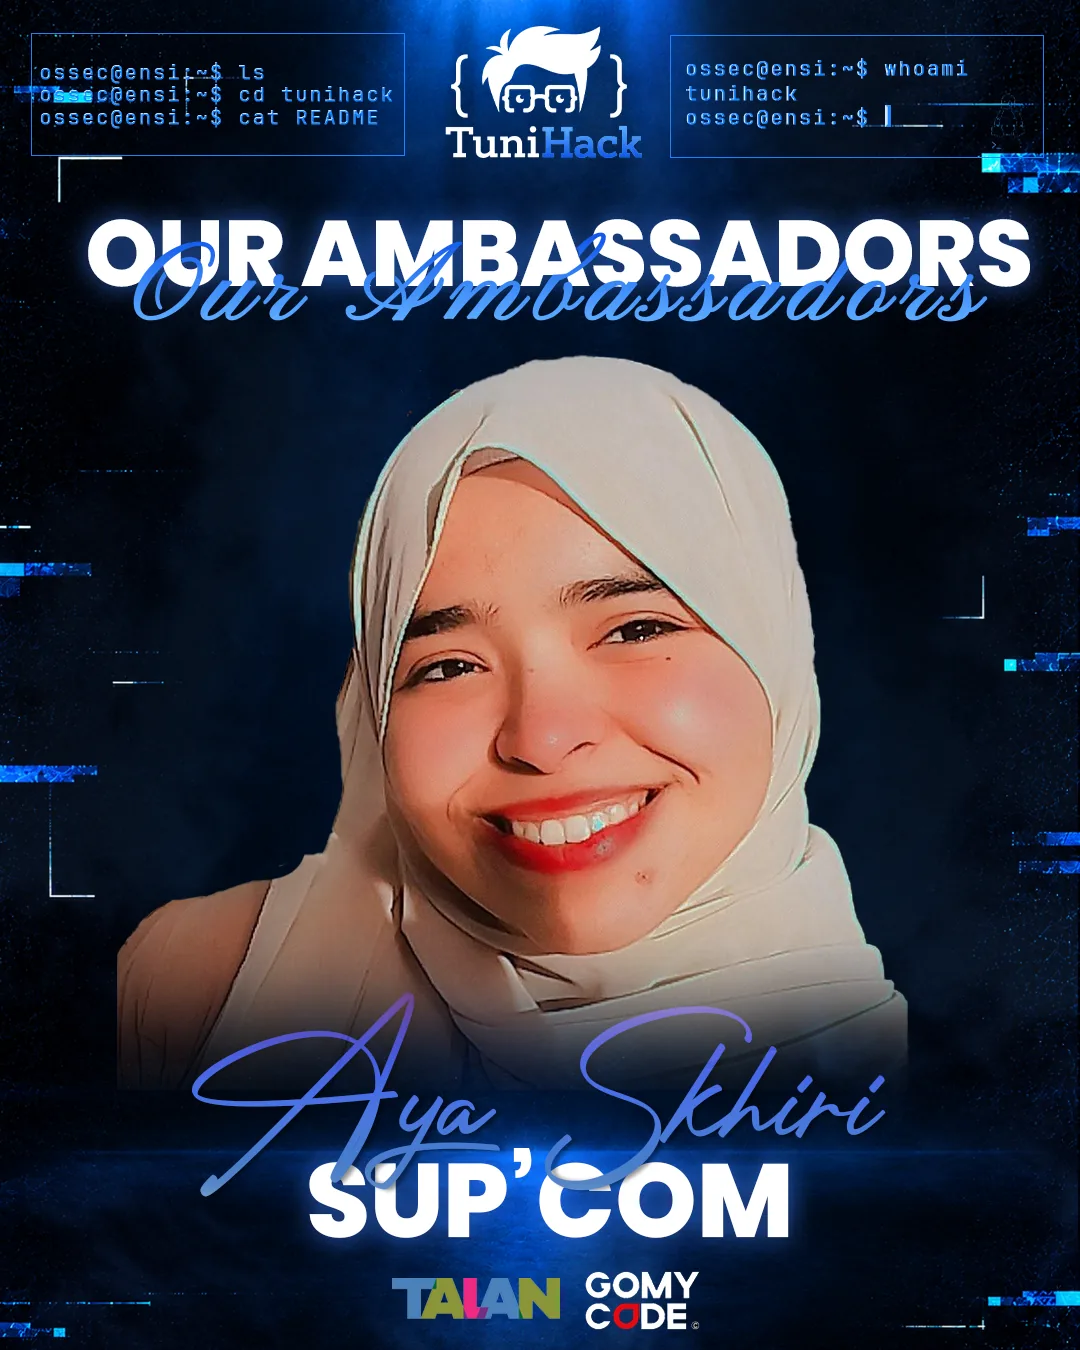 ossec@ensi:~$ ls
ossec@ensi:~$ cd tunihack
ossec@ensi:~$ cat README
{ }
TuniHack
ossec@ensi:~$ whoami
tunihack
ossec@ensi:~$
OUR AMBASSADORS
Our Ambassadors
Aya Skhiri
SUP'COM
TALAN
GOMY
CODE©